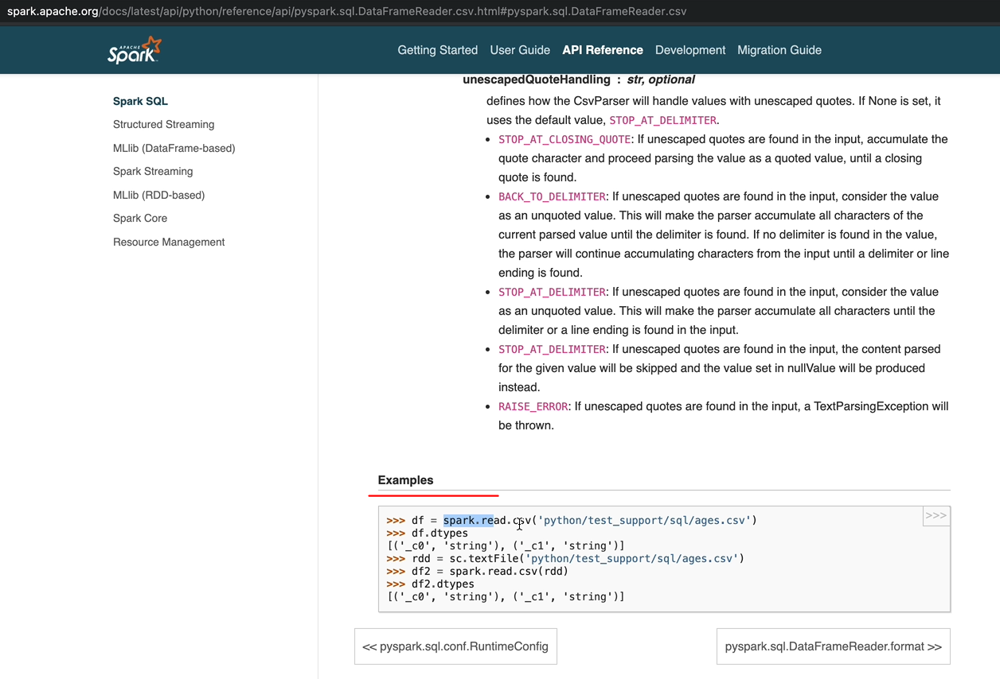 spark.apache.org/docs/latest/api/python/reference/api/pyspark.sql.DataFrameReader.csv.html#pyspark.sql.DataFrameReader.csv
APACHE
Spark
Getting Started User Guide API Reference Development Migration Guide
Spark SQL
Structured Streaming
MLlib (DataFrame-based)
Spark Streaming
MLlib (RDD-based)
Spark Core
Resource Management
unescapedQuoteHandling : str, optional
defines how the CsvParser will handle values with unescaped quotes. If None is set, it
uses the default value, STOP_AT_DELIMITER.
• STOP_AT_CLOSING_QUOTE: If unescaped quotes are found in the input, accumulate the
quote character and proceed parsing the value as a quoted value, until a closing
quote is found.
• BACK_TO_DELIMITER: If unescaped quotes are found in the input, consider the value
as an unquoted value. This will make the parser accumulate all characters of the
current parsed value until the delimiter is found. If no delimiter is found in the value,
the parser will continue accumulating characters from the input until a delimiter or line
ending is found.
• STOP_AT_DELIMITER: If unescaped quotes are found in the input, consider the value
as an unquoted value. This will make the parser accumulate all characters until the
delimiter or a line ending is found in the input.
• STOP_AT_DELIMITER: If unescaped quotes are found in the input, the content parsed
for the given value will be skipped and the value set in nullValue will be produced
instead.
• RAISE_ERROR: If unescaped quotes are found in the input, a TextParsingException will
be thrown.
Examples
>>>
>>> df = spark.read.csv('python/test_support/sql/ages.csv')
>>> df.dtypes
[('_c0', 'string'), ('_c1', 'string')]
>>> rdd = sc.textFile('python/test_support/sql/ages.csv')
>>> df2 = spark.read.csv(rdd)
>>> df2.dtypes
[('_c0', 'string'), ('_c1', 'string')]
<< pyspark.sql.conf.RuntimeConfig
pyspark.sql.DataFrameReader.format >>